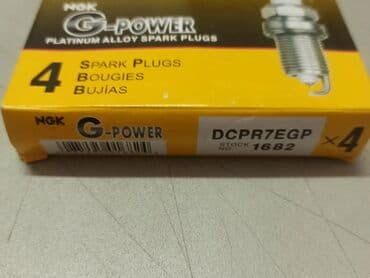 NGK
G-POWER
PLATINUM ALLOY SPARK PLUGS
4 SPARK PLUGS
BOUGIES
BUJÍAS
NGK G-POWER
DCPR7EGP
STOCK NO. 1682
×4